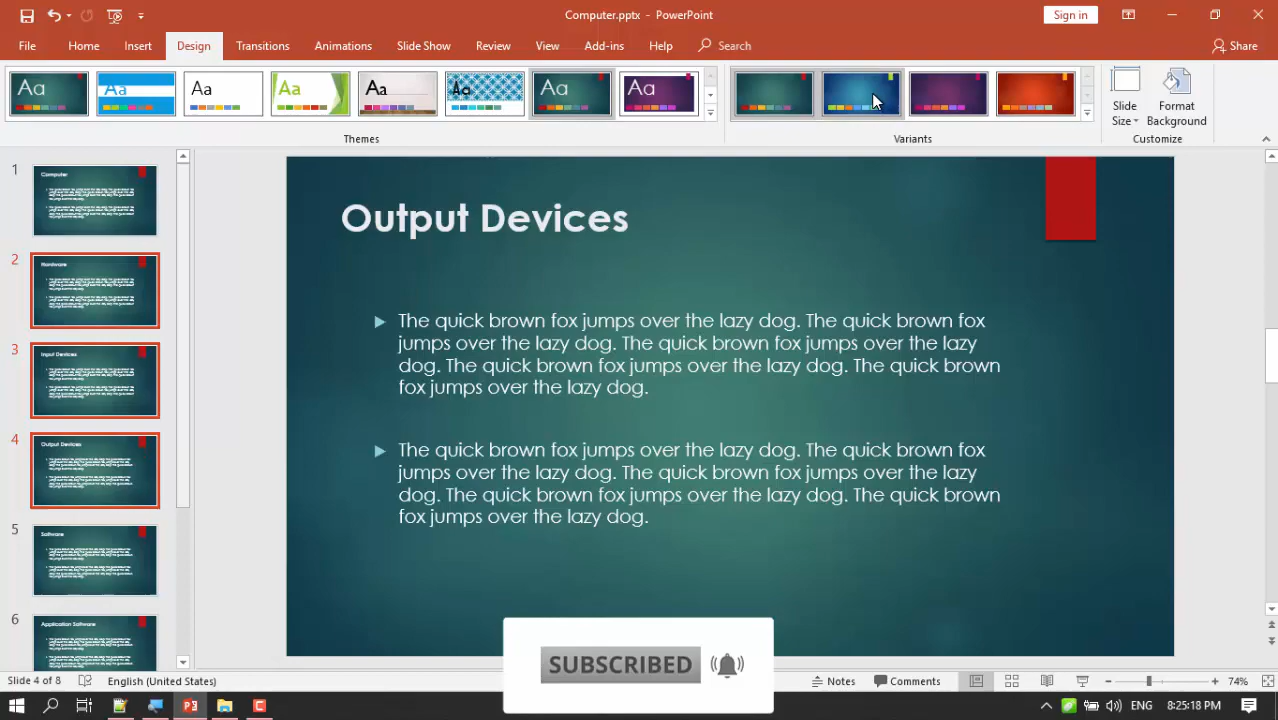 Computer.pptx - PowerPoint
Sign in
File Home Insert Design Transitions Animations Slide Show Review View Add-ins Help Search Share
Aa Aa Aa Aa Aa Aa Aa Aa
Slide Size
Format Background
Themes Variants Customize
1 Computer
2 Hardware
3 Input Devices
4 Output Devices
5 Software
6 Application Software
Output Devices
The quick brown fox jumps over the lazy dog. The quick brown fox
jumps over the lazy dog. The quick brown fox jumps over the lazy
dog. The quick brown fox jumps over the lazy dog. The quick brown
fox jumps over the lazy dog.
The quick brown fox jumps over the lazy dog. The quick brown fox
jumps over the lazy dog. The quick brown fox jumps over the lazy
dog. The quick brown fox jumps over the lazy dog. The quick brown
fox jumps over the lazy dog.
SUBSCRIBED
Slide 4 of 8 English (United States) Notes Comments 74%
ENG 8:25:18 PM